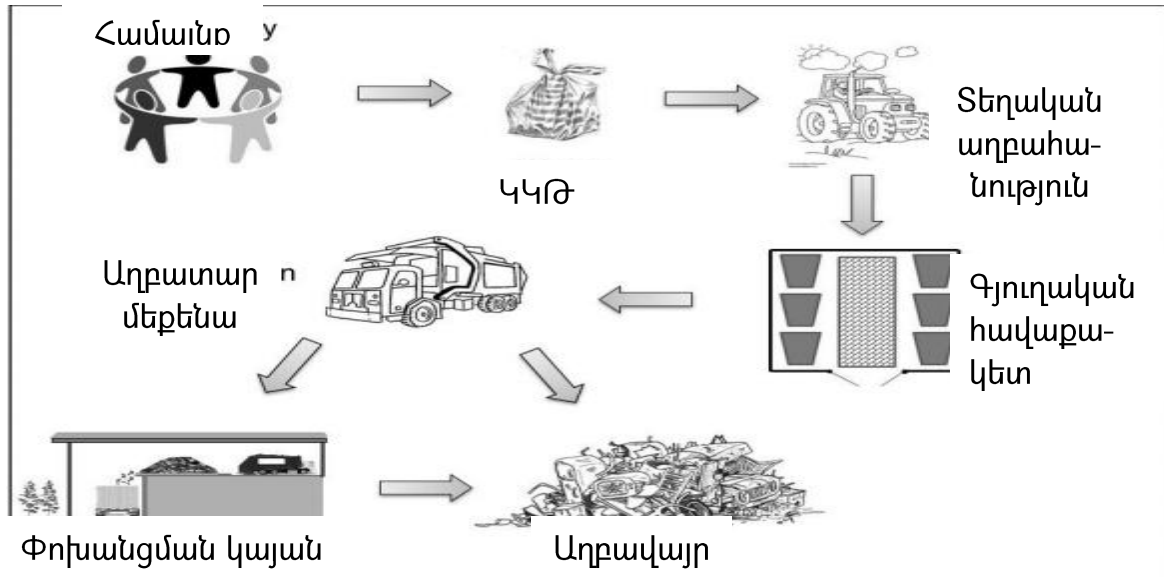 Համայնք y
ԿԿԹ
Տեղական
աղբահա-
նություն
Աղբատար n
մեքենա
Գյուղական
հավաքա-
կետ
Փոխանցման կայան
Աղբավայր